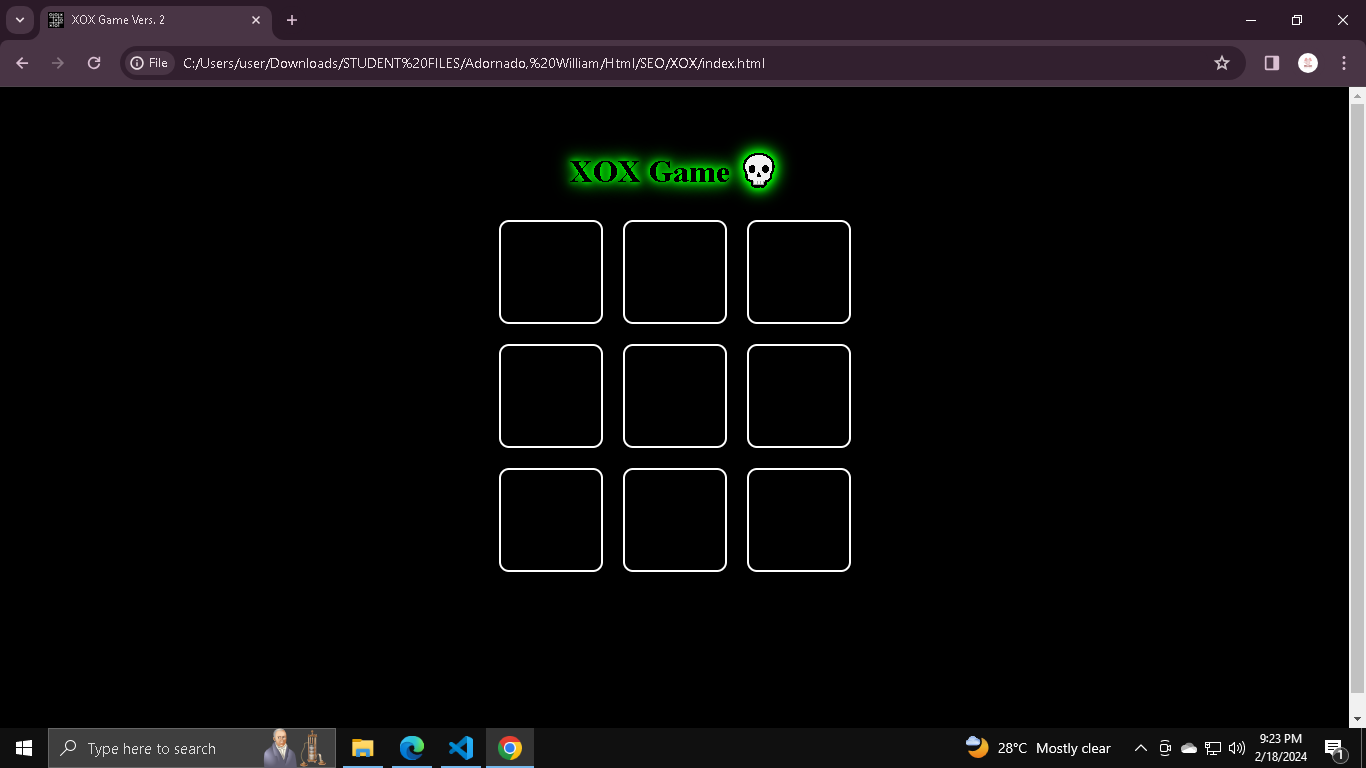 XOX Game Vers. 2
File
C:/Users/user/Downloads/STUDENT%20FILES/Adornado,%20William/Html/SEO/XOX/index.html
XOX Game 💀
Type here to search
28°C Mostly clear
9:23 PM
2/18/2024
1